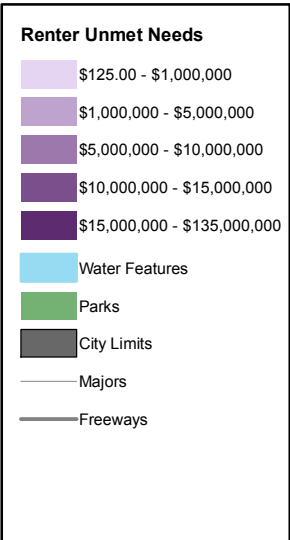 Renter Unmet Needs
$125.00 - $1,000,000
$1,000,000 - $5,000,000
$5,000,000 - $10,000,000
$10,000,000 - $15,000,000
$15,000,000 - $135,000,000
Water Features
Parks
City Limits
Majors
Freeways